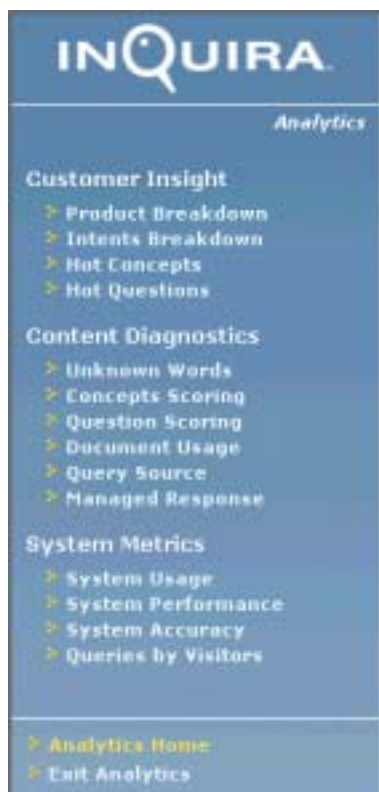 INQUIRA
Analytics
Customer Insight
Product Breakdown
Intents Breakdown
Hot Concepts
Hot Questions
Content Diagnostics
Unknown Words
Concepts Scoring
Question Scoring
Document Usage
Query Source
Managed Response
System Metrics
System Usage
System Performance
System Accuracy
Queries by Visitors
Analytics Home
Exit Analytics